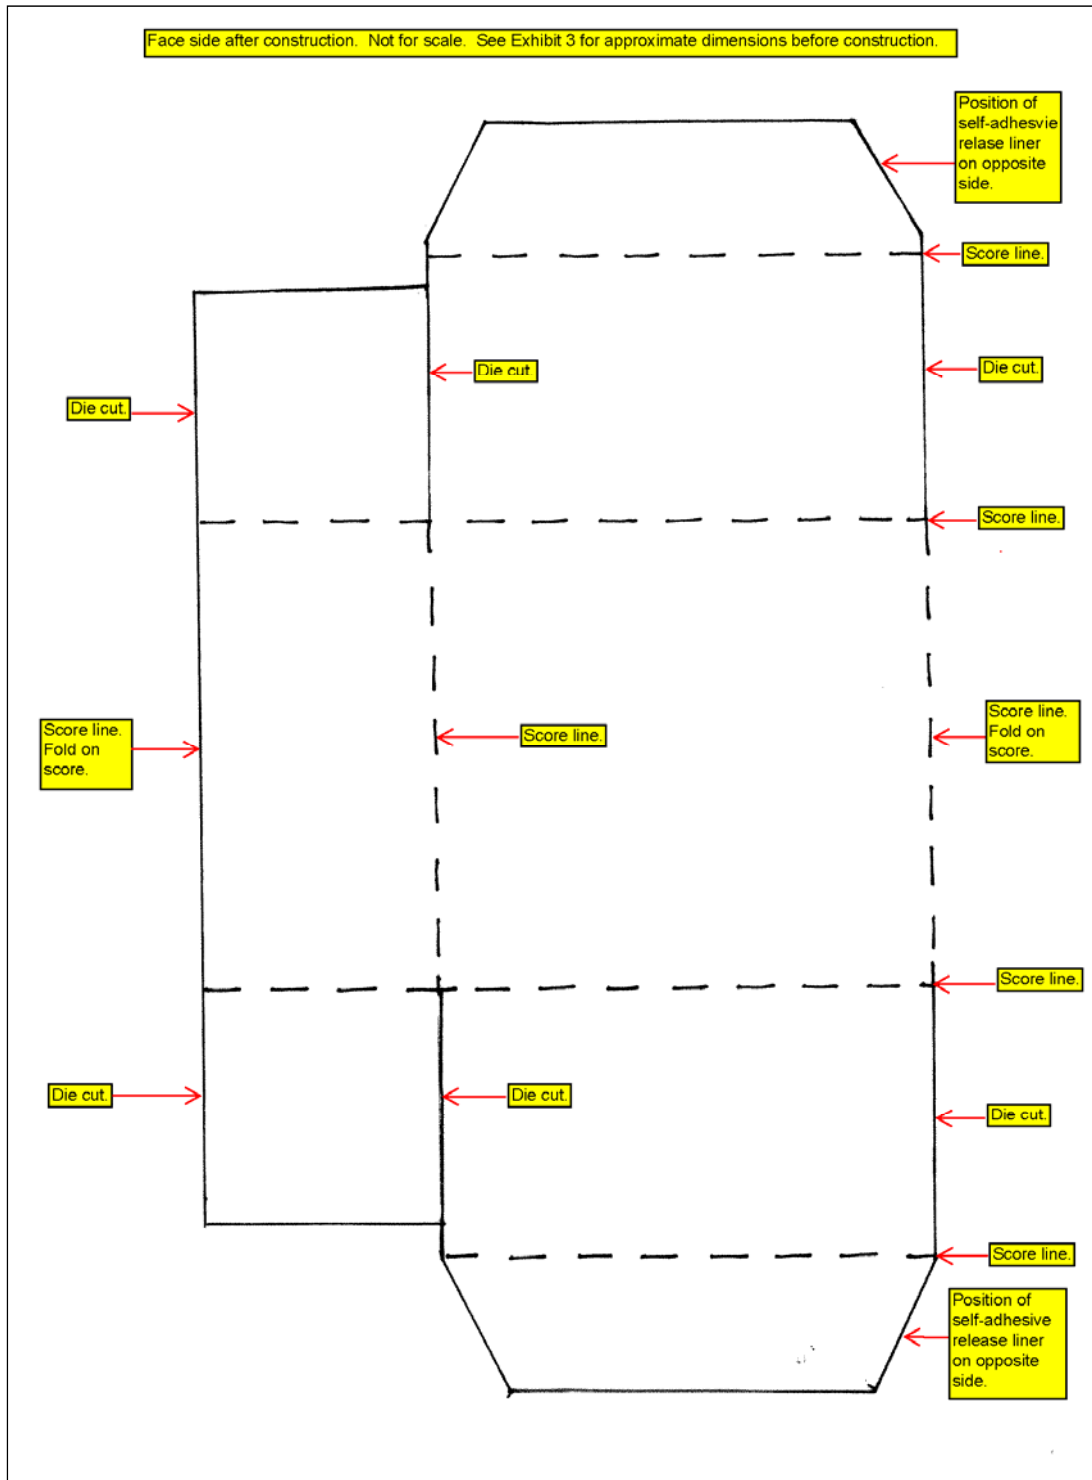 Face side after construction.  Not for scale.  See Exhibit 3 for approximate dimensions before construction.
Position of
self-adhesvie
relase liner
on opposite
side.
Score line.
Die cut.
Die cut.
Die cut.
Score line.
Score line.
Fold on
score.
Score line.
Score line.
Fold on
score.
Score line.
Die cut.
Die cut.
Die cut.
Score line.
Position of
self-adhesive
release liner
on opposite
side.